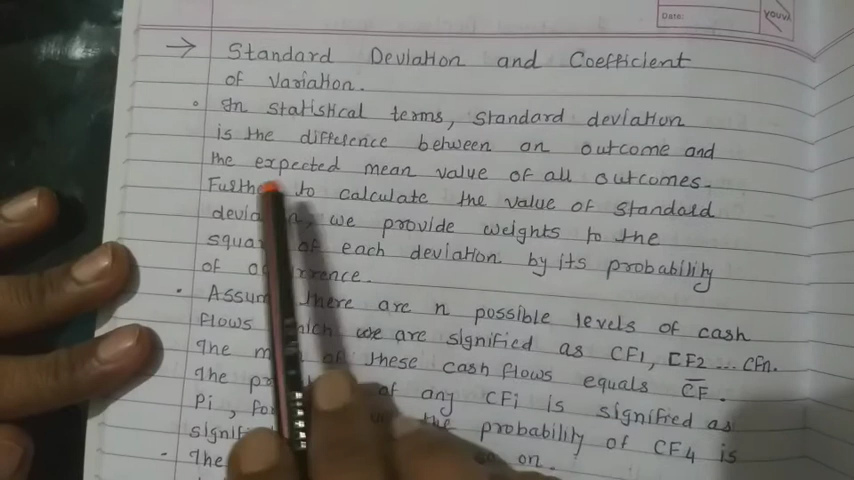 Date:
YOUVA
→ Standard Deviation and Coefficient
of Variation.
• In statistical terms, standard deviation
is the difference between an outcome and
the expected mean value of all outcomes.
to calculate the value of standard
we provide weights to the
of each deviation by its probability
of
• there are n possible levels of cash
flows we are signified as CF1, CF2 ... CFn.
The of these cash flows equals C̅F̅.
The of any CFi is signified as
Pi, the probability of CF4 is
- The on.